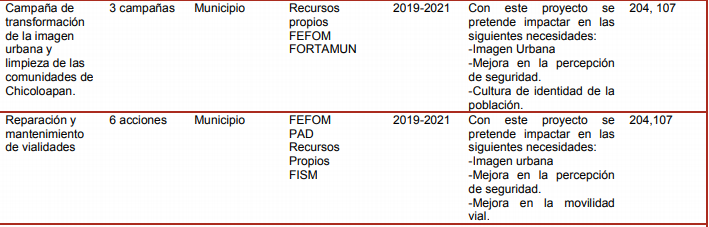 Campaña de transformación de la imagen urbana y limpieza de las comunidades de Chicoloapan.
3 campañas
Municipio
Recursos propios
FEFOM
FORTAMUN
2019-2021
Con este proyecto se pretende impactar en las siguientes necesidades:
-Imagen Urbana
-Mejora en la percepción de seguridad.
-Cultura de identidad de la población.
204, 107
Reparación y mantenimiento de vialidades
6 acciones
Municipio
FEFOM
PAD
Recursos Propios
FISM
2019-2021
Con este proyecto se pretende impactar en las siguientes necesidades:
-Imagen urbana
-Mejora en la percepción de seguridad.
-Mejora en la movilidad vial.
204,107